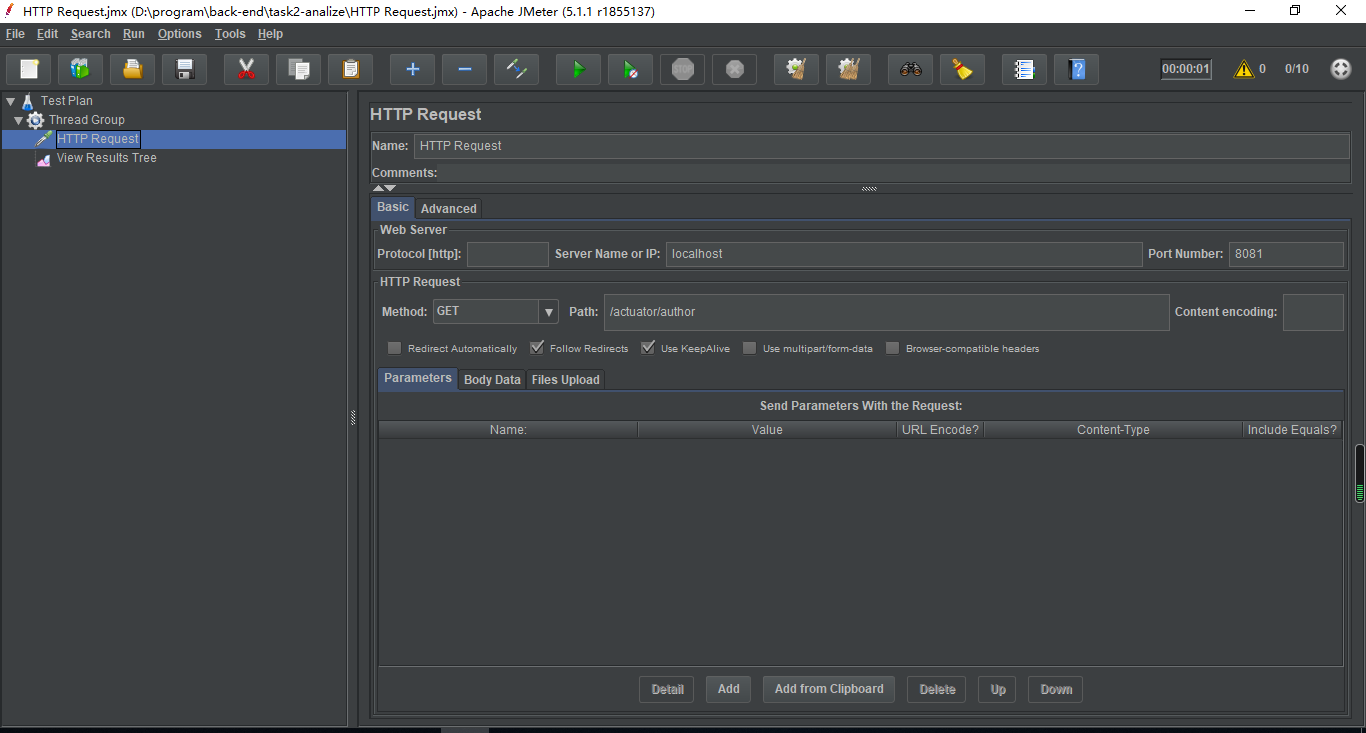 HTTP Request.jmx (D:\program\back-end\task2-analize\HTTP Request.jmx) - Apache JMeter (5.1.1 r1855137)
File Edit Search Run Options Tools Help
STOP 00:00:01 0 0/10
Test Plan
Thread Group
HTTP Request
View Results Tree
HTTP Request
Name: HTTP Request
Comments:
Basic Advanced
Web Server
Protocol [http]: Server Name or IP: localhost Port Number: 8081
HTTP Request
Method: GET Path: /actuator/author Content encoding:
Redirect Automatically Follow Redirects Use KeepAlive Use multipart/form-data Browser-compatible headers
Parameters Body Data Files Upload
Send Parameters With the Request:
Name: Value URL Encode? Content-Type Include Equals?
Detail Add Add from Clipboard Delete Up Down